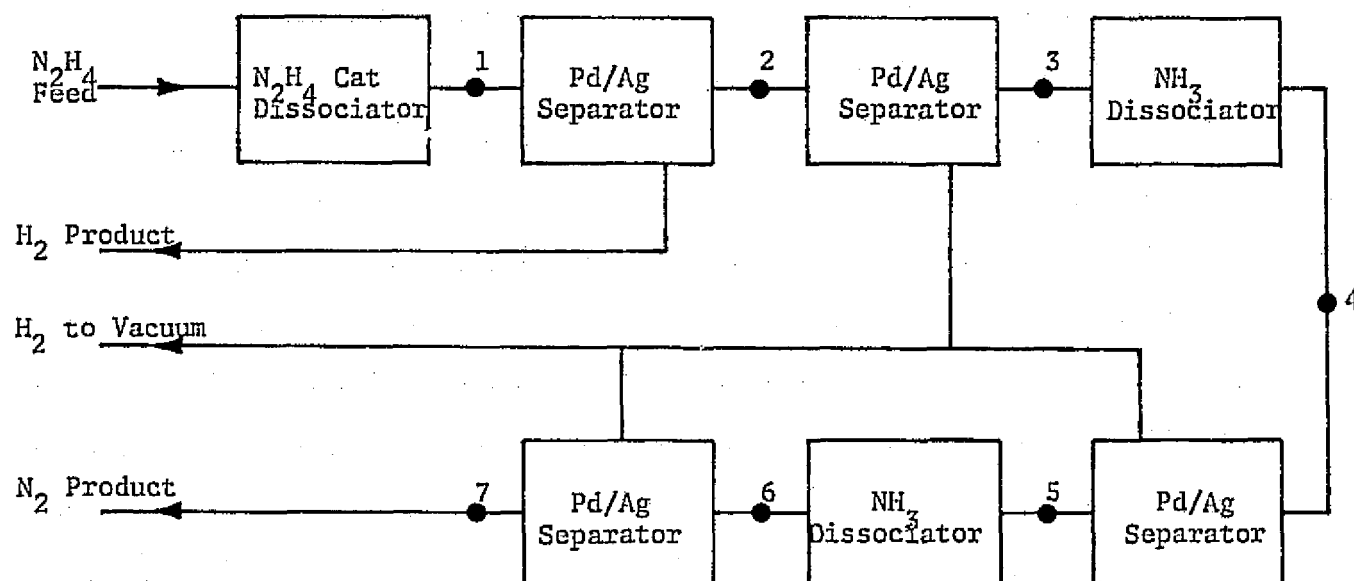 N2H4
Feed
N2H4 Cat
Dissociator
1
Pd/Ag
Separator
2
Pd/Ag
Separator
3
NH3
Dissociator
H2 Product
4
H2 to Vacuum
N2 Product
7
Pd/Ag
Separator
6
NH3
Dissociator
5
Pd/Ag
Separator